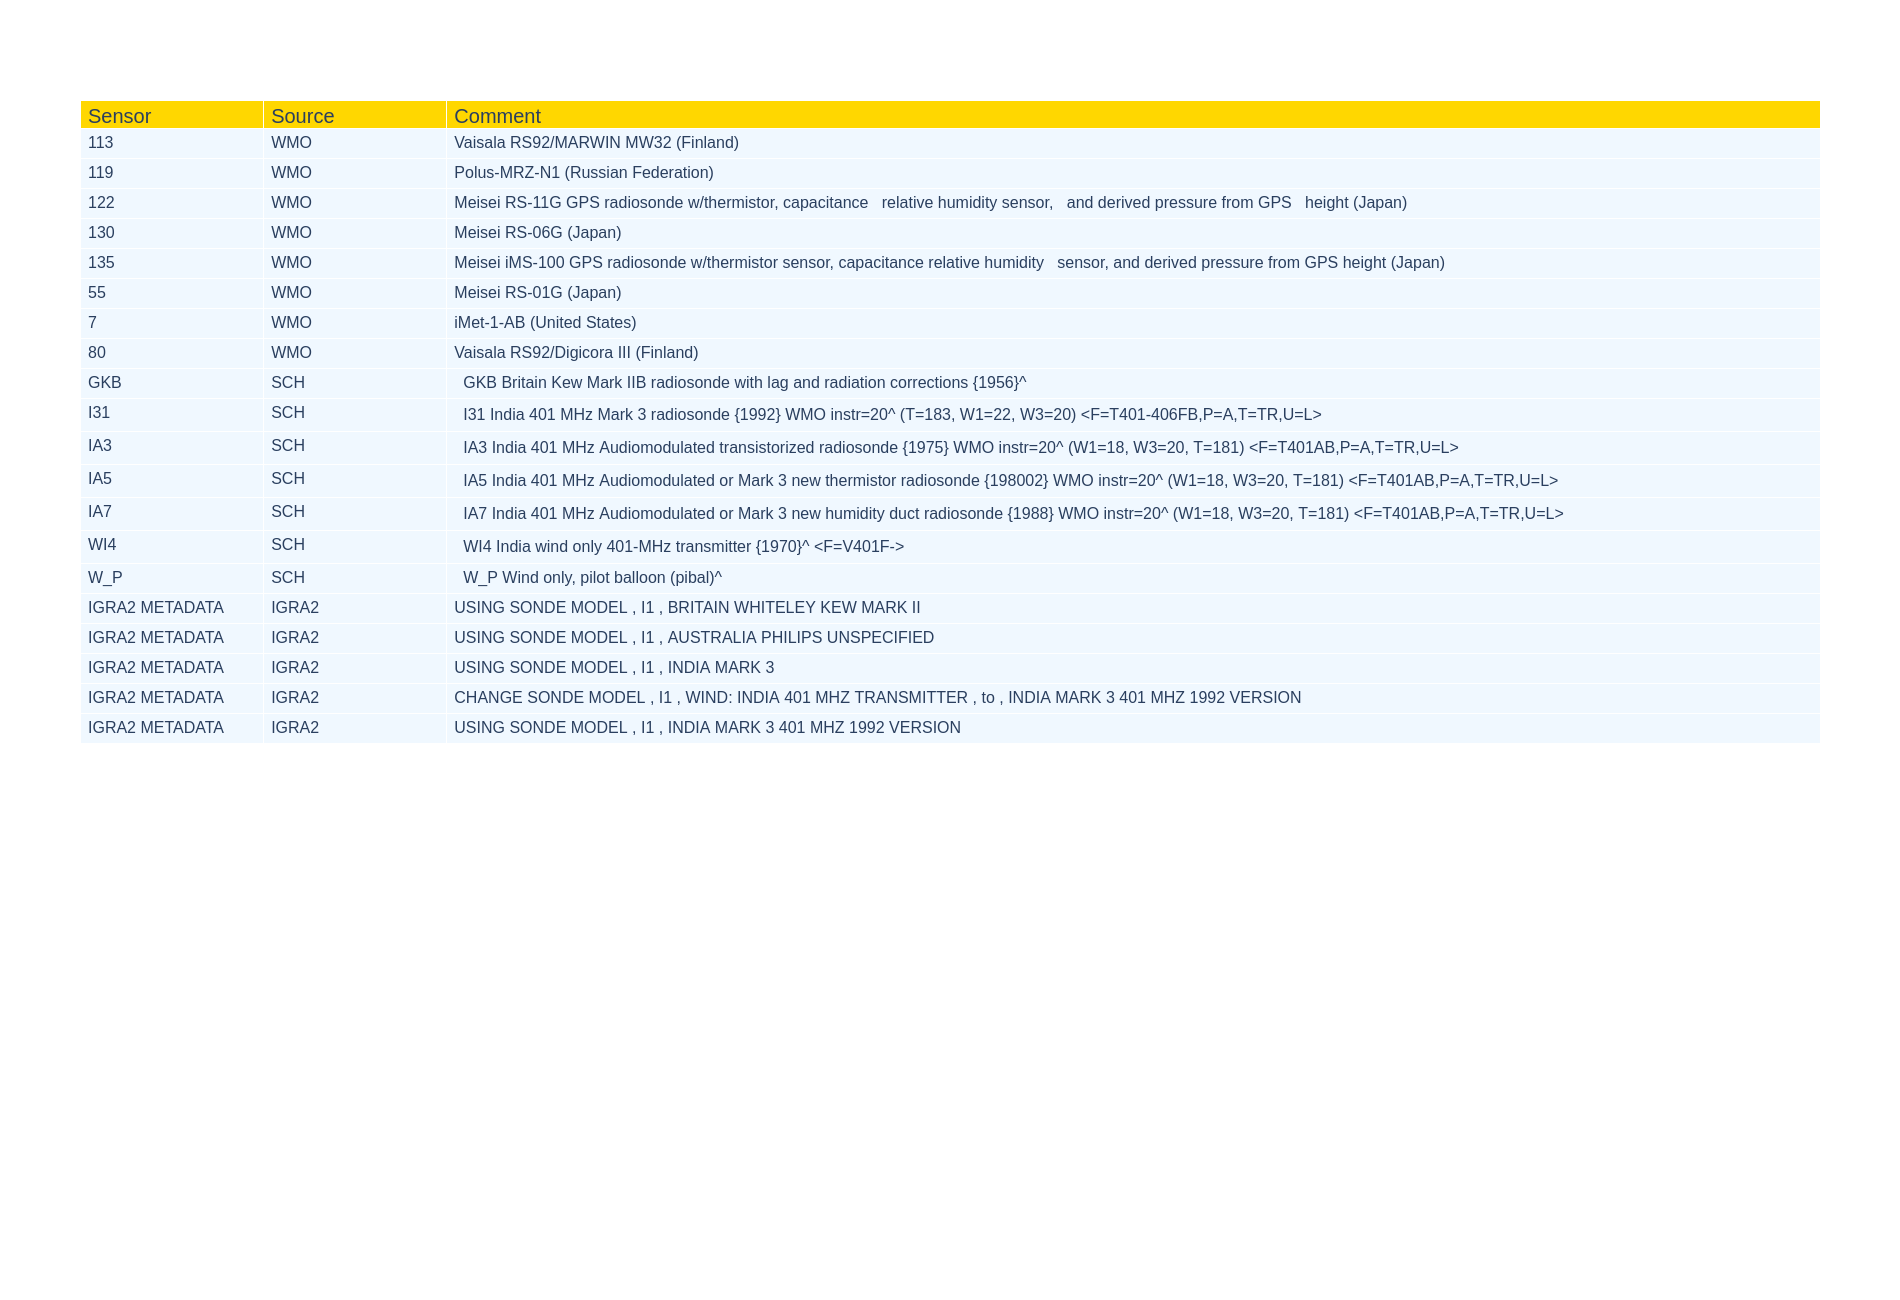 Sensor Source Comment
113 WMO Vaisala RS92/MARWIN MW32 (Finland)
119 WMO Polus-MRZ-N1 (Russian Federation)
122 WMO Meisei RS-11G GPS radiosonde w/thermistor, capacitance   relative humidity sensor,   and derived pressure from GPS   height (Japan)
130 WMO Meisei RS-06G (Japan)
135 WMO Meisei iMS-100 GPS radiosonde w/thermistor sensor, capacitance relative humidity   sensor, and derived pressure from GPS height (Japan)
55 WMO Meisei RS-01G (Japan)
7 WMO iMet-1-AB (United States)
80 WMO Vaisala RS92/Digicora III (Finland)
GKB SCH GKB Britain Kew Mark IIB radiosonde with lag and radiation corrections {1956}^
I31 SCH I31 India 401 MHz Mark 3 radiosonde {1992} WMO instr=20^ (T=183, W1=22, W3=20) <F=T401-406FB,P=A,T=TR,U=L>
IA3 SCH IA3 India 401 MHz Audiomodulated transistorized radiosonde {1975} WMO instr=20^ (W1=18, W3=20, T=181) <F=T401AB,P=A,T=TR,U=L>
IA5 SCH IA5 India 401 MHz Audiomodulated or Mark 3 new thermistor radiosonde {198002} WMO instr=20^ (W1=18, W3=20, T=181) <F=T401AB,P=A,T=TR,U=L>
IA7 SCH IA7 India 401 MHz Audiomodulated or Mark 3 new humidity duct radiosonde {1988} WMO instr=20^ (W1=18, W3=20, T=181) <F=T401AB,P=A,T=TR,U=L>
WI4 SCH WI4 India wind only 401-MHz transmitter {1970}^ <F=V401F->
W_P SCH W_P Wind only, pilot balloon (pibal)^
IGRA2 METADATA IGRA2 USING SONDE MODEL , I1 , BRITAIN WHITELEY KEW MARK II
IGRA2 METADATA IGRA2 USING SONDE MODEL , I1 , AUSTRALIA PHILIPS UNSPECIFIED
IGRA2 METADATA IGRA2 USING SONDE MODEL , I1 , INDIA MARK 3
IGRA2 METADATA IGRA2 CHANGE SONDE MODEL , I1 , WIND: INDIA 401 MHZ TRANSMITTER , to , INDIA MARK 3 401 MHZ 1992 VERSION
IGRA2 METADATA IGRA2 USING SONDE MODEL , I1 , INDIA MARK 3 401 MHZ 1992 VERSION